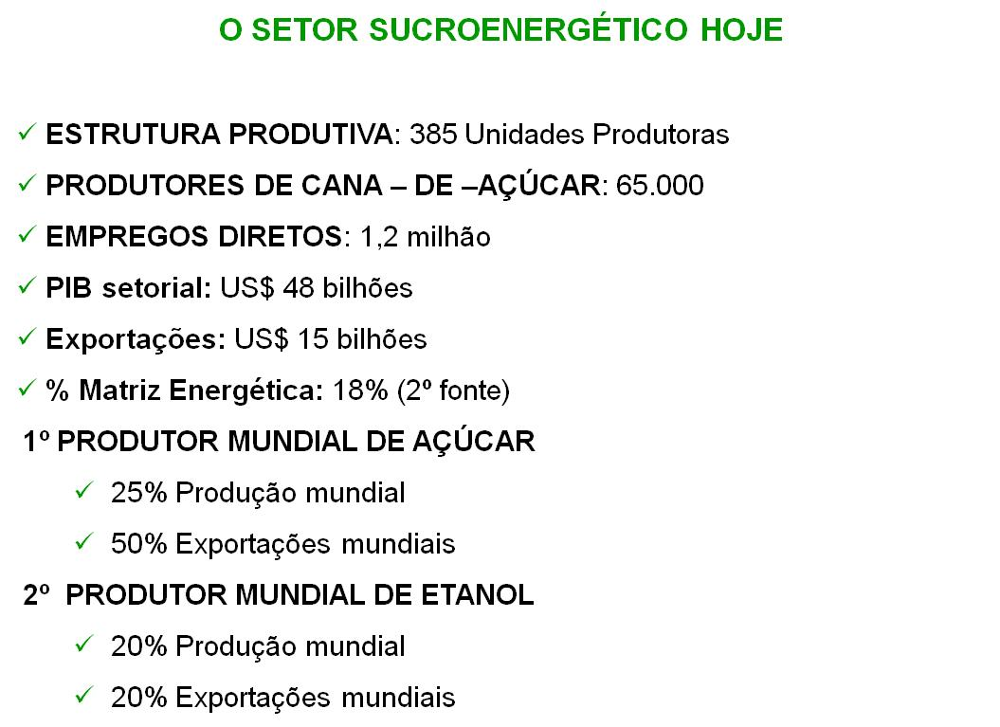 O SETOR SUCROENERGÉTICO HOJE
✓ ESTRUTURA PRODUTIVA: 385 Unidades Produtoras
✓ PRODUTORES DE CANA – DE –AÇÚCAR: 65.000
✓ EMPREGOS DIRETOS: 1,2 milhão
✓ PIB setorial: US$ 48 bilhões
✓ Exportações: US$ 15 bilhões
✓ % Matriz Energética: 18% (2º fonte)
1º PRODUTOR MUNDIAL DE AÇÚCAR
✓ 25% Produção mundial
✓ 50% Exportações mundiais
2º PRODUTOR MUNDIAL DE ETANOL
✓ 20% Produção mundial
✓ 20% Exportações mundiais